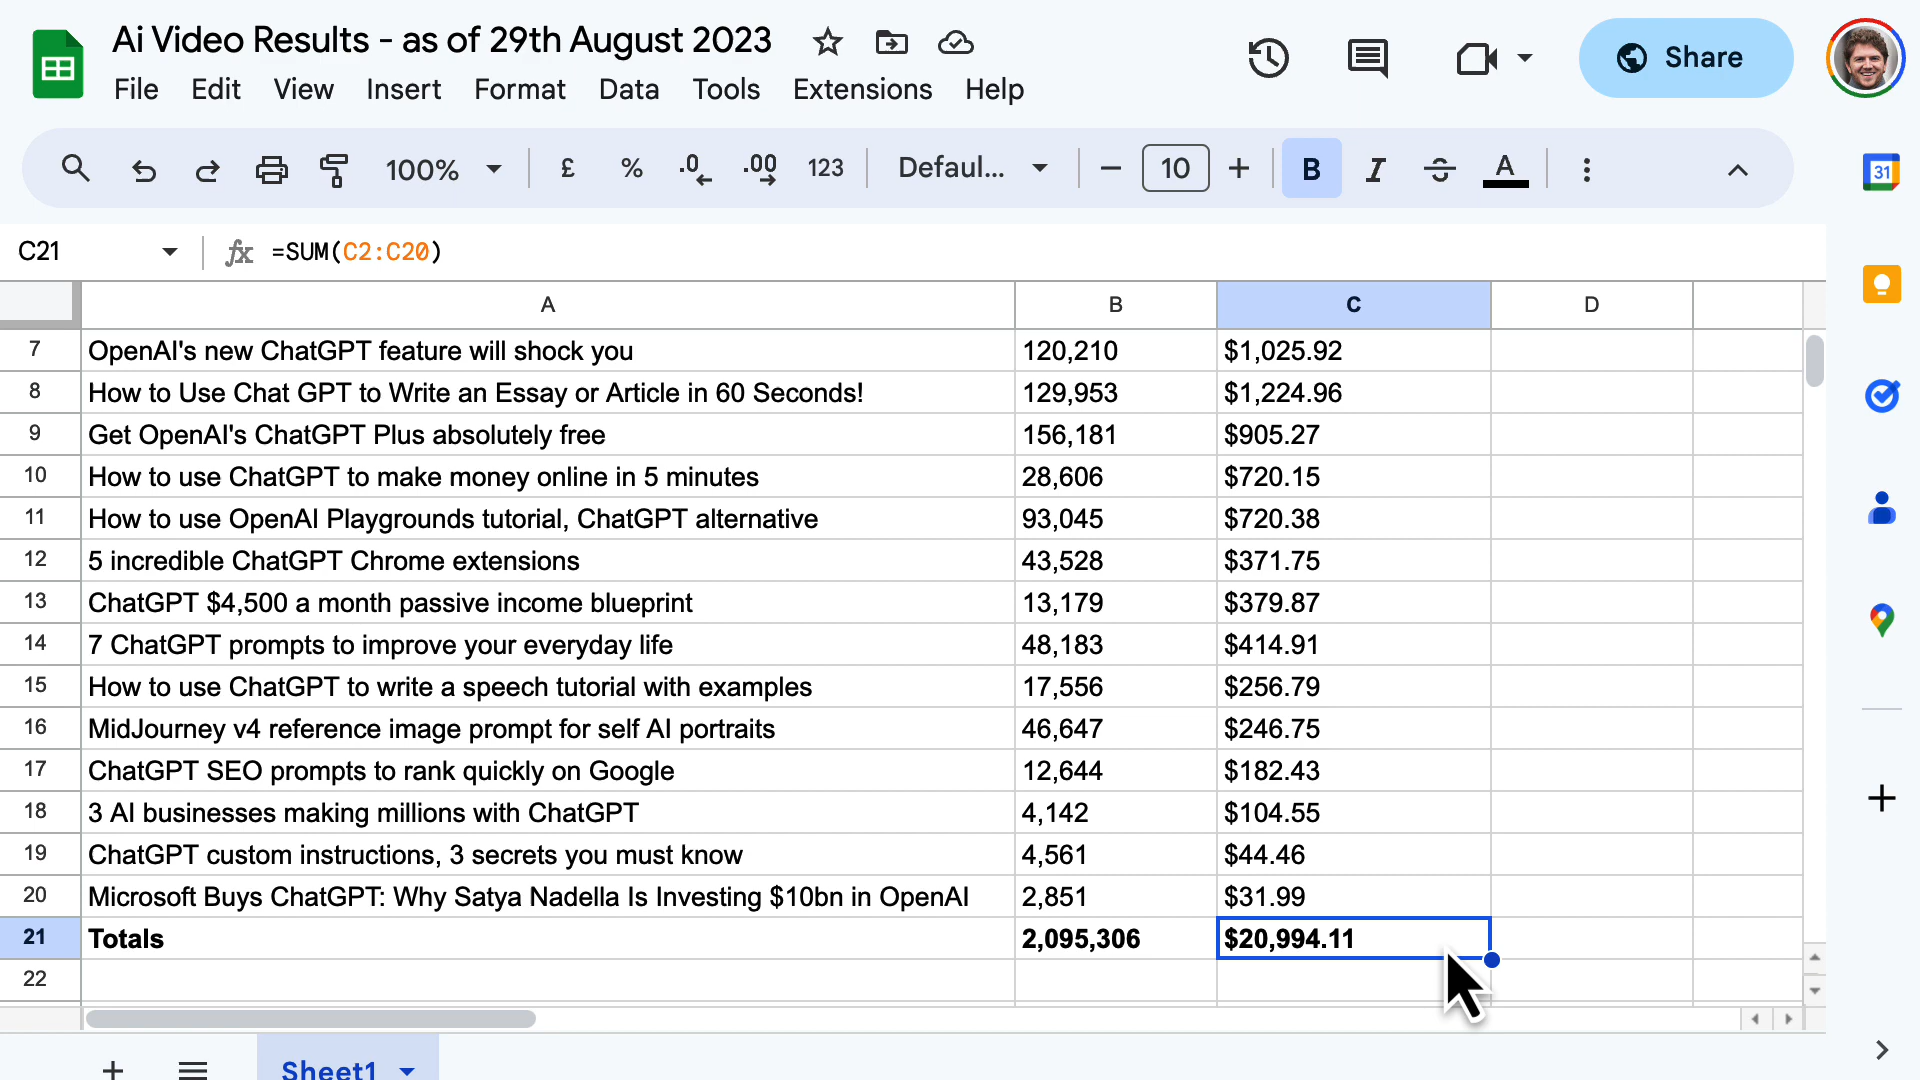 Ai Video Results - as of 29th August 2023
File Edit View Insert Format Data Tools Extensions Help
Share
100% £ % .0 .00 123 Defaul... 10 B I S A
31
C21 fx =SUM(C2:C20)
A B C D
7 OpenAI's new ChatGPT feature will shock you 120,210 $1,025.92
8 How to Use Chat GPT to Write an Essay or Article in 60 Seconds! 129,953 $1,224.96
9 Get OpenAI's ChatGPT Plus absolutely free 156,181 $905.27
10 How to use ChatGPT to make money online in 5 minutes 28,606 $720.15
11 How to use OpenAI Playgrounds tutorial, ChatGPT alternative 93,045 $720.38
12 5 incredible ChatGPT Chrome extensions 43,528 $371.75
13 ChatGPT $4,500 a month passive income blueprint 13,179 $379.87
14 7 ChatGPT prompts to improve your everyday life 48,183 $414.91
15 How to use ChatGPT to write a speech tutorial with examples 17,556 $256.79
16 MidJourney v4 reference image prompt for self AI portraits 46,647 $246.75
17 ChatGPT SEO prompts to rank quickly on Google 12,644 $182.43
18 3 AI businesses making millions with ChatGPT 4,142 $104.55
19 ChatGPT custom instructions, 3 secrets you must know 4,561 $44.46
20 Microsoft Buys ChatGPT: Why Satya Nadella Is Investing $10bn in OpenAI 2,851 $31.99
21 Totals 2,095,306 $20,994.11
22
Sheet1